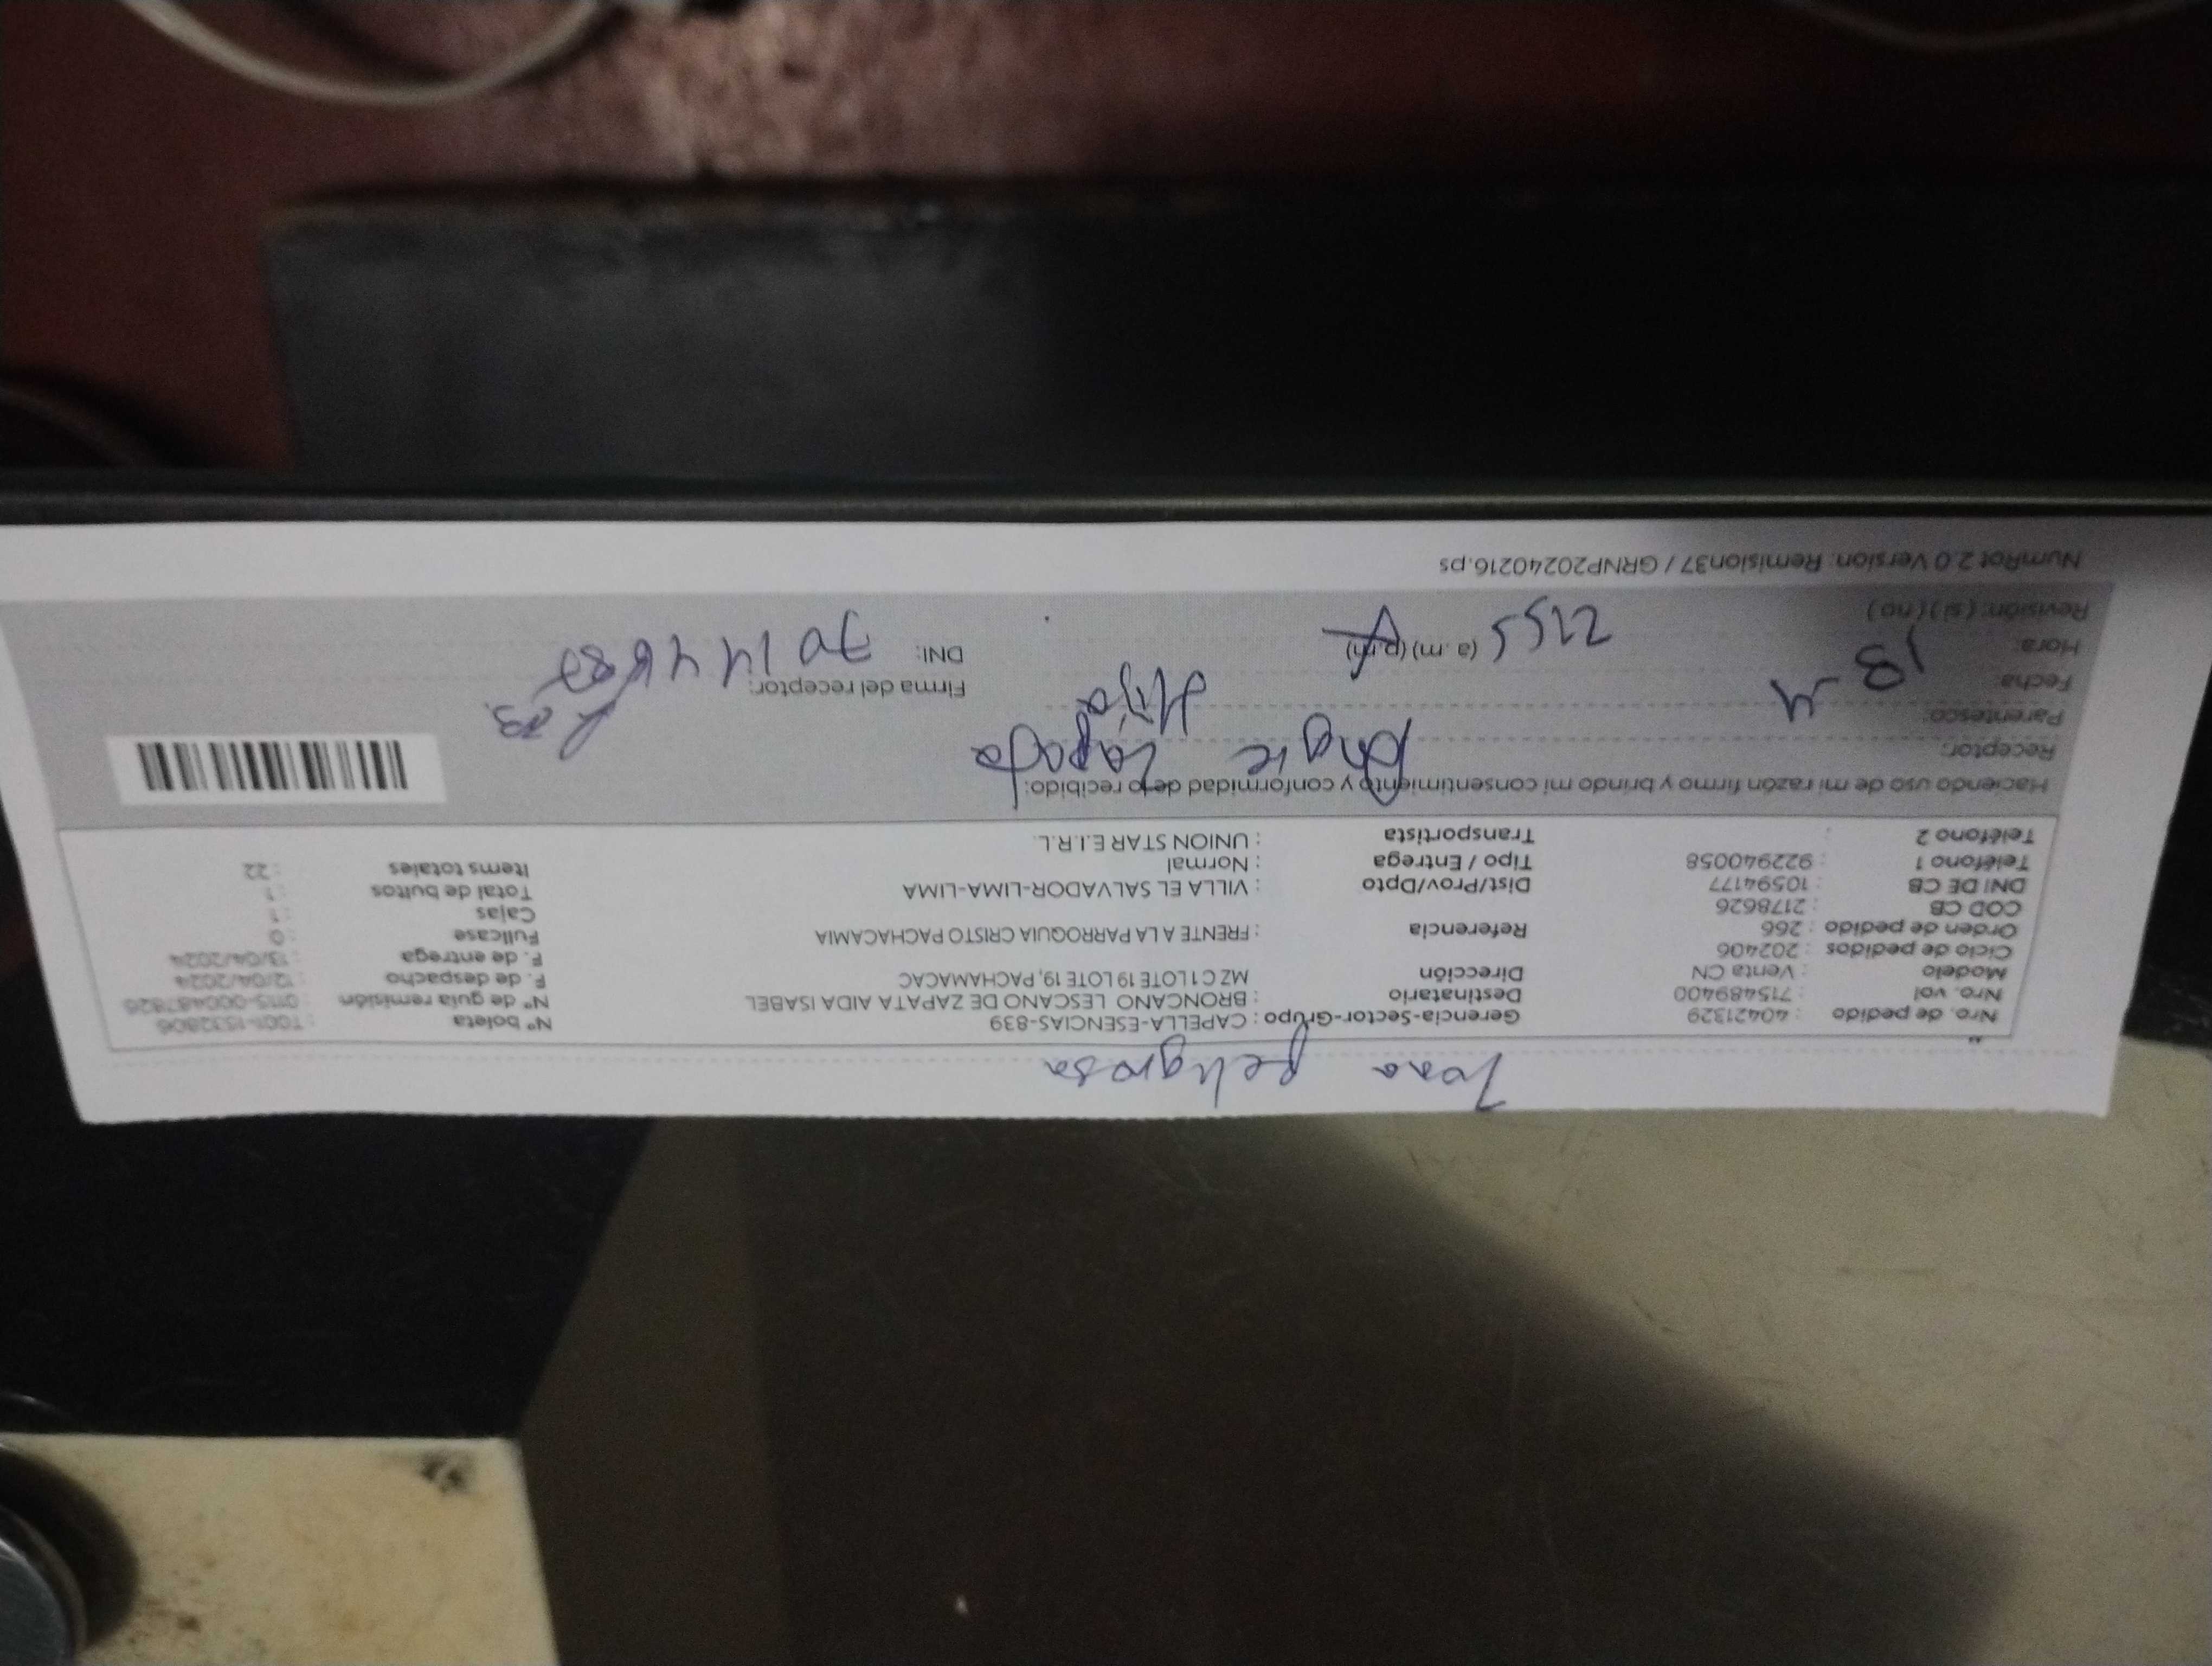 Zona peligrosa
Nro. de pedido : 40421329 Gerencia-Sector-Grupo : CAPELLA-ESENCIAS-839 N° boleta : T001-1532806
Nro. vol : 715489400 Destinatario : BRONCANO LESCANO DE ZAPATA AIDA ISABEL N° de guia remisión : 0115-000487826
Modelo : Venta CN Dirección MZ C1 LOTE 19 LOTE 19, PACHAMACAC F. de despacho : 12/04/2024
Ciclo de pedidos : 202406 F. de entrega : 13/04/2024
Orden de pedido : 266 Referencia : FRENTE A LA PARROQUIA CRISTO PACHACAMIA Fullcase : 0
COD CB : 2178626 Cajas : 1
DNI DE CB : 10594177 Dist/Prov/Dpto : VILLA EL SALVADOR-LIMA-LIMA Total de bultos : 1
Teléfono 1 : 922940058 Tipo / Entrega : Normal Items totales : 22
Teléfono 2 : Transportista : UNION STAR E.I.R.L.
Haciendo uso de mi razón firmo y brindo mi consentimiento y conformidad de lo recibido:
Receptor: Angie Zapata
Parentesco: Hija
Fecha: 13 4 Firma del receptor:
Hora: 2155 (a. m) (p.m) DNI:
Revisión: (si) (no)
NumRot 2.0 Version: Remision37 / GRNP20240216.ps